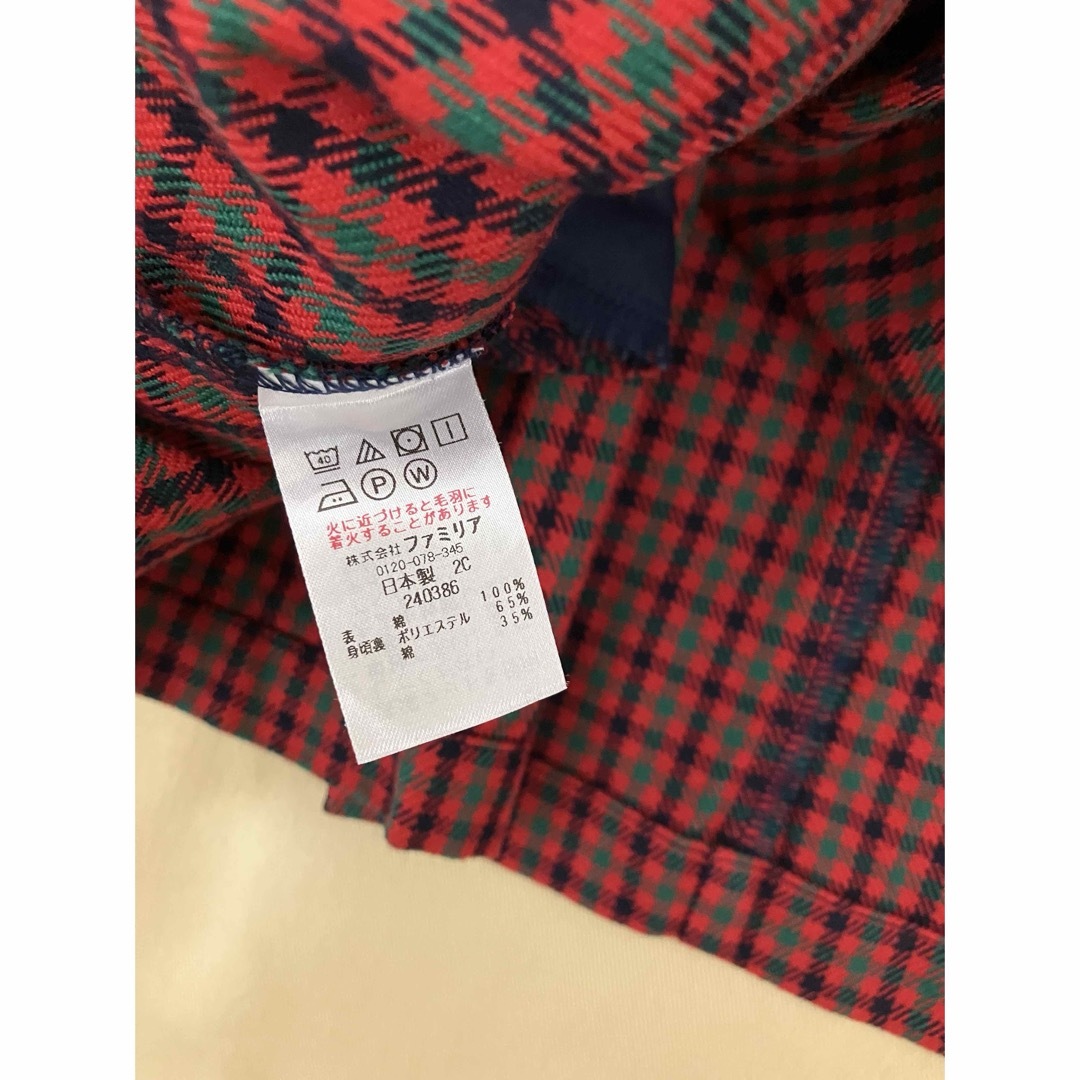 40
P W
火に近づけると毛羽に
着火することがあります
株式会社 ファミリア
0120-078-345
日本製 2C
240386
表 綿 100%
身頃裏 ポリエステル 65%
綿 35%